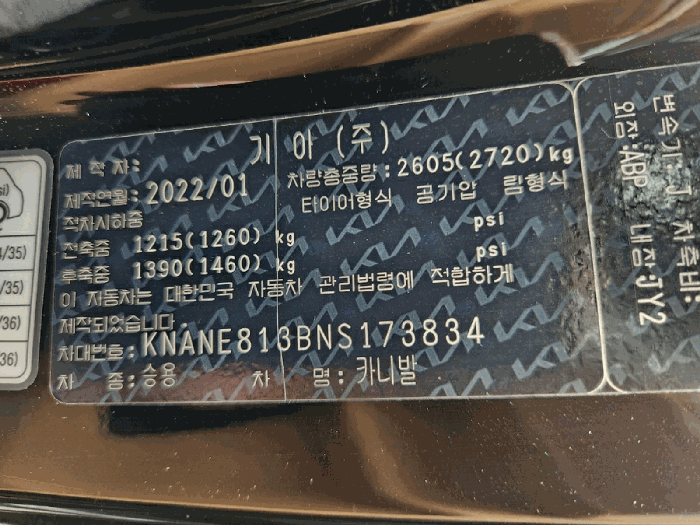 제작자: 기아(주)
제작연월: 2022/01 차량총중량: 2605(2720)kg
적차시하중 타이어형식 공기압 림형식
전축중 1215(1260) kg psi
후축중 1390(1460) kg psi
이 자동차는 대한민국 자동차 관리법령에 적합하게
제작되었습니다.
차대번호: KNANE813BNS173834
차 종: 승용 차 명: 카니발
변속기 축비:
외장: ABP 내장: JY2
/35)
/35)
/36)
36)